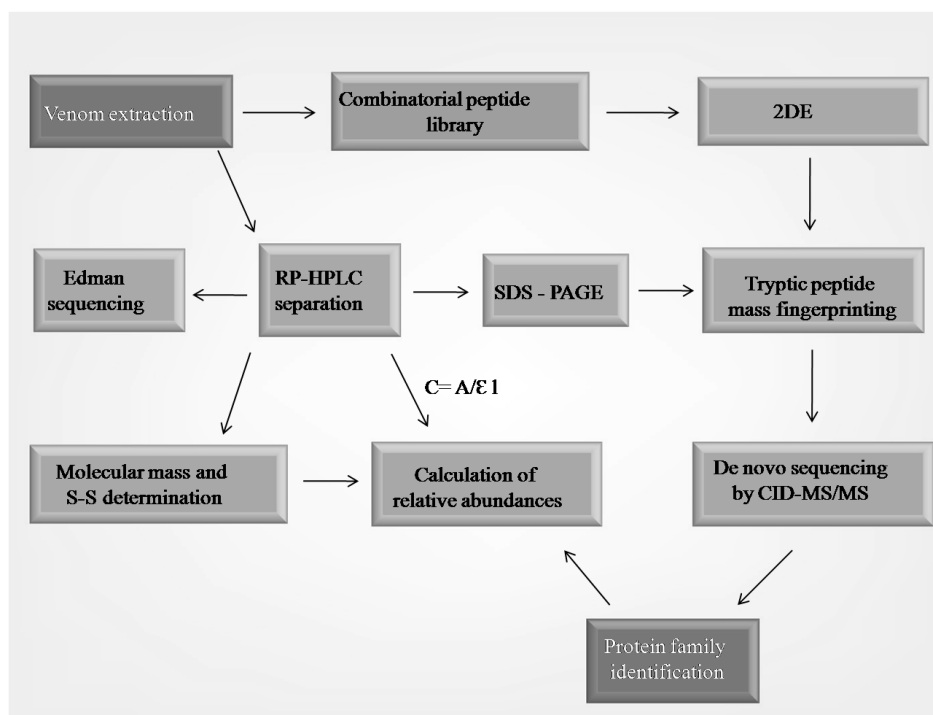 Venom extraction
Combinatorial peptide
library
2DE
Edman
sequencing
RP-HPLC
separation
SDS - PAGE
Tryptic peptide
mass fingerprinting
C= A/Ɛ l
Molecular mass and
S-S determination
Calculation of
relative abundances
De novo sequencing
by CID-MS/MS
Protein family
identification